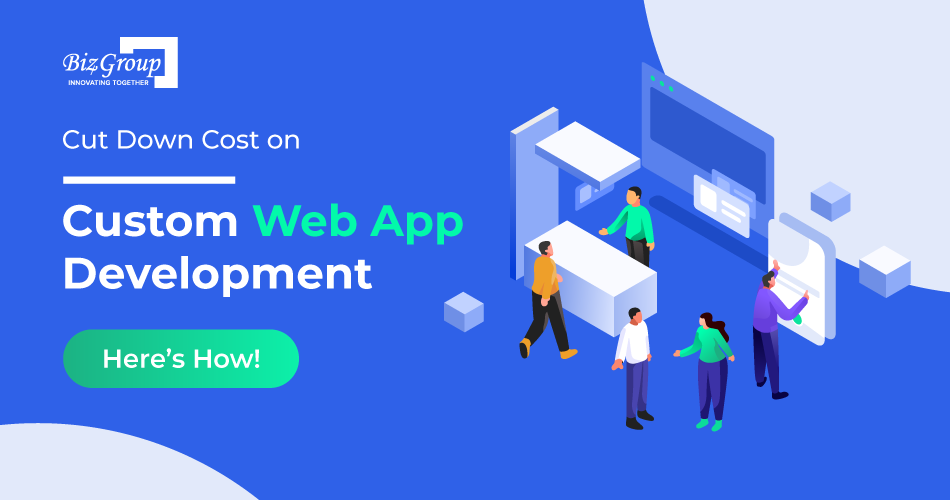 BizGroup
INNOVATING TOGETHER
Cut Down Cost on
Custom Web App
Development
Here's How!